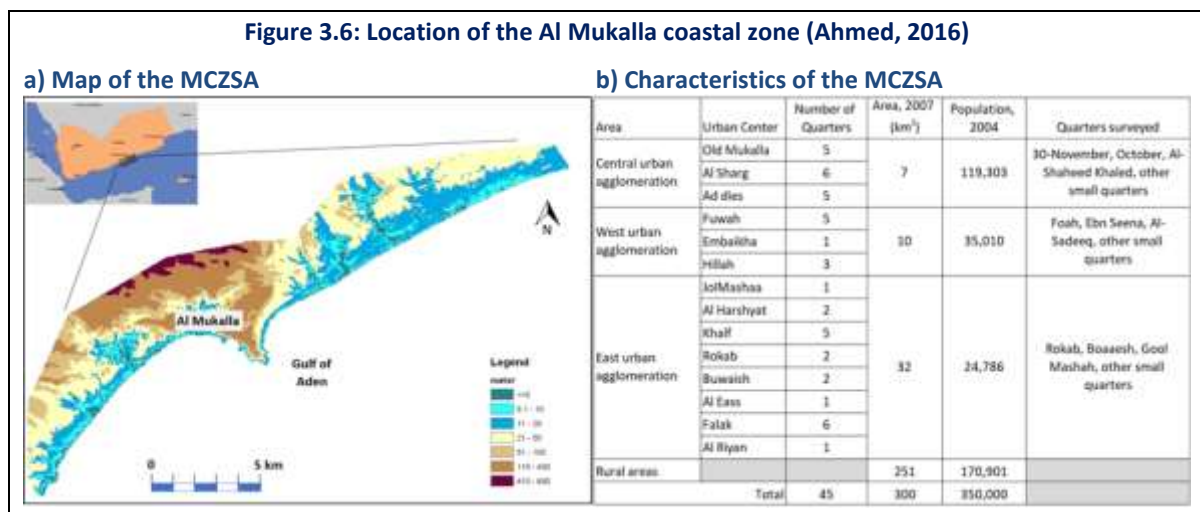 Figure 3.6: Location of the Al Mukalla coastal zone (Ahmed, 2016)
a) Map of the MCZSA
b) Characteristics of the MCZSA
N
Al Mukalla
Gulf of
Aden
0 5 km
Legend
meter
11 - 20
21 - 50
Area Urban Center Number of Quarters Area, 2007 (km²) Population, 2004 Quarters surveyed
Central urban agglomeration 7 119,303 30-November, October, Al-Shaheed Khaled, other small quarters
Old Mukalla 5
Al Sharg 6
Ad dies 5
West urban agglomeration 10 35,010 Foah, Ebn Seena, Al-Sadeeq, other small quarters
Fuwah 5
Embaikha 1
Hillah 3
East urban agglomeration 32 24,786 Rokab, Boaaesh, Gool Mashah, other small quarters
JolMashaa 1
Al Harshyat 2
Khalf 5
Rokab 2
Buwaish 2
Al Eass 1
Falak 6
Al Riyan 1
Rural areas 251 170,901
Total 45 300 350,000